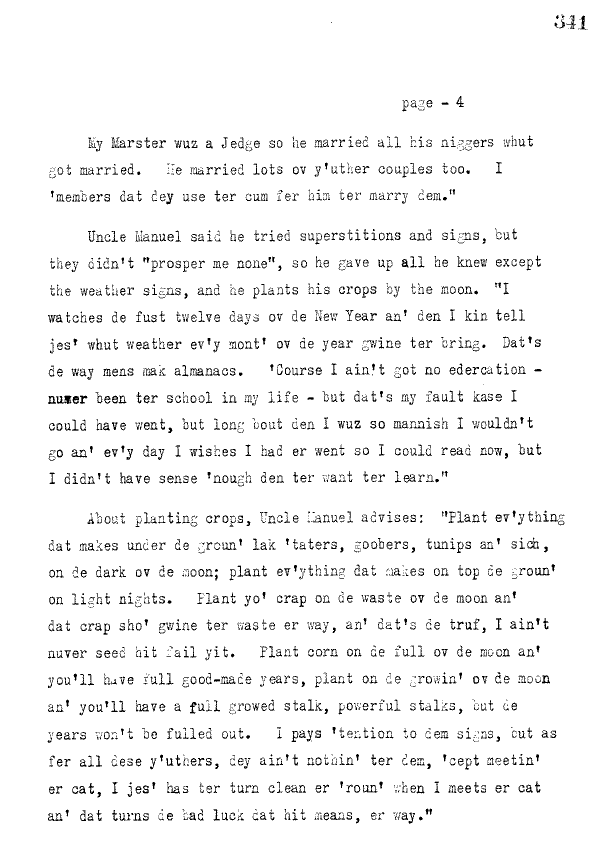 341
page - 4
My Marster wuz a Jedge so he married all his niggers whut
got married. He married lots ov y'uther couples too. I
'members dat dey use ter cum fer him ter marry dem."
Uncle Manuel said he tried superstitions and signs, but
they didn't "prosper me none", so he gave up all he knew except
the weather signs, and he plants his crops by the moon. "I
watches de fust twelve days ov de New Year an' den I kin tell
jes' whut weather ev'y mont' ov de year gwine ter bring. Dat's
de way mens mak almanacs. 'Course I ain't got no edercation -
nuver been ter school in my life - but dat's my fault kase I
could have went, but long bout den I wuz so mannish I wouldn't
go an' ev'y day I wishes I had er went so I could read now, but
I didn't have sense 'nough den ter want ter learn."
About planting crops, Uncle Manuel advises: "Plant ev'ything
dat makes under de groun' lak 'taters, goobers, tunips an' sich,
on de dark ov de moon; plant ev'ything dat makes on top de groun'
on light nights. Plant yo' crap on de waste ov de moon an'
dat crap sho' gwine ter waste er way, an' dat's de truf, I ain't
nuver seed hit fail yit. Plant corn on de full ov de moon an'
you'll have full good-made years, plant on de growin' ov de moon
an' you'll have a full growed stalk, powerful stalks, but de
years won't be fulled out. I pays 'tention to dem signs, but as
fer all dese y'uthers, dey ain't nothin' ter dem, 'cept meetin'
er cat, I jes' has ter turn clean er 'roun' when I meets er cat
an' dat turns de bad luck dat hit means, er way."